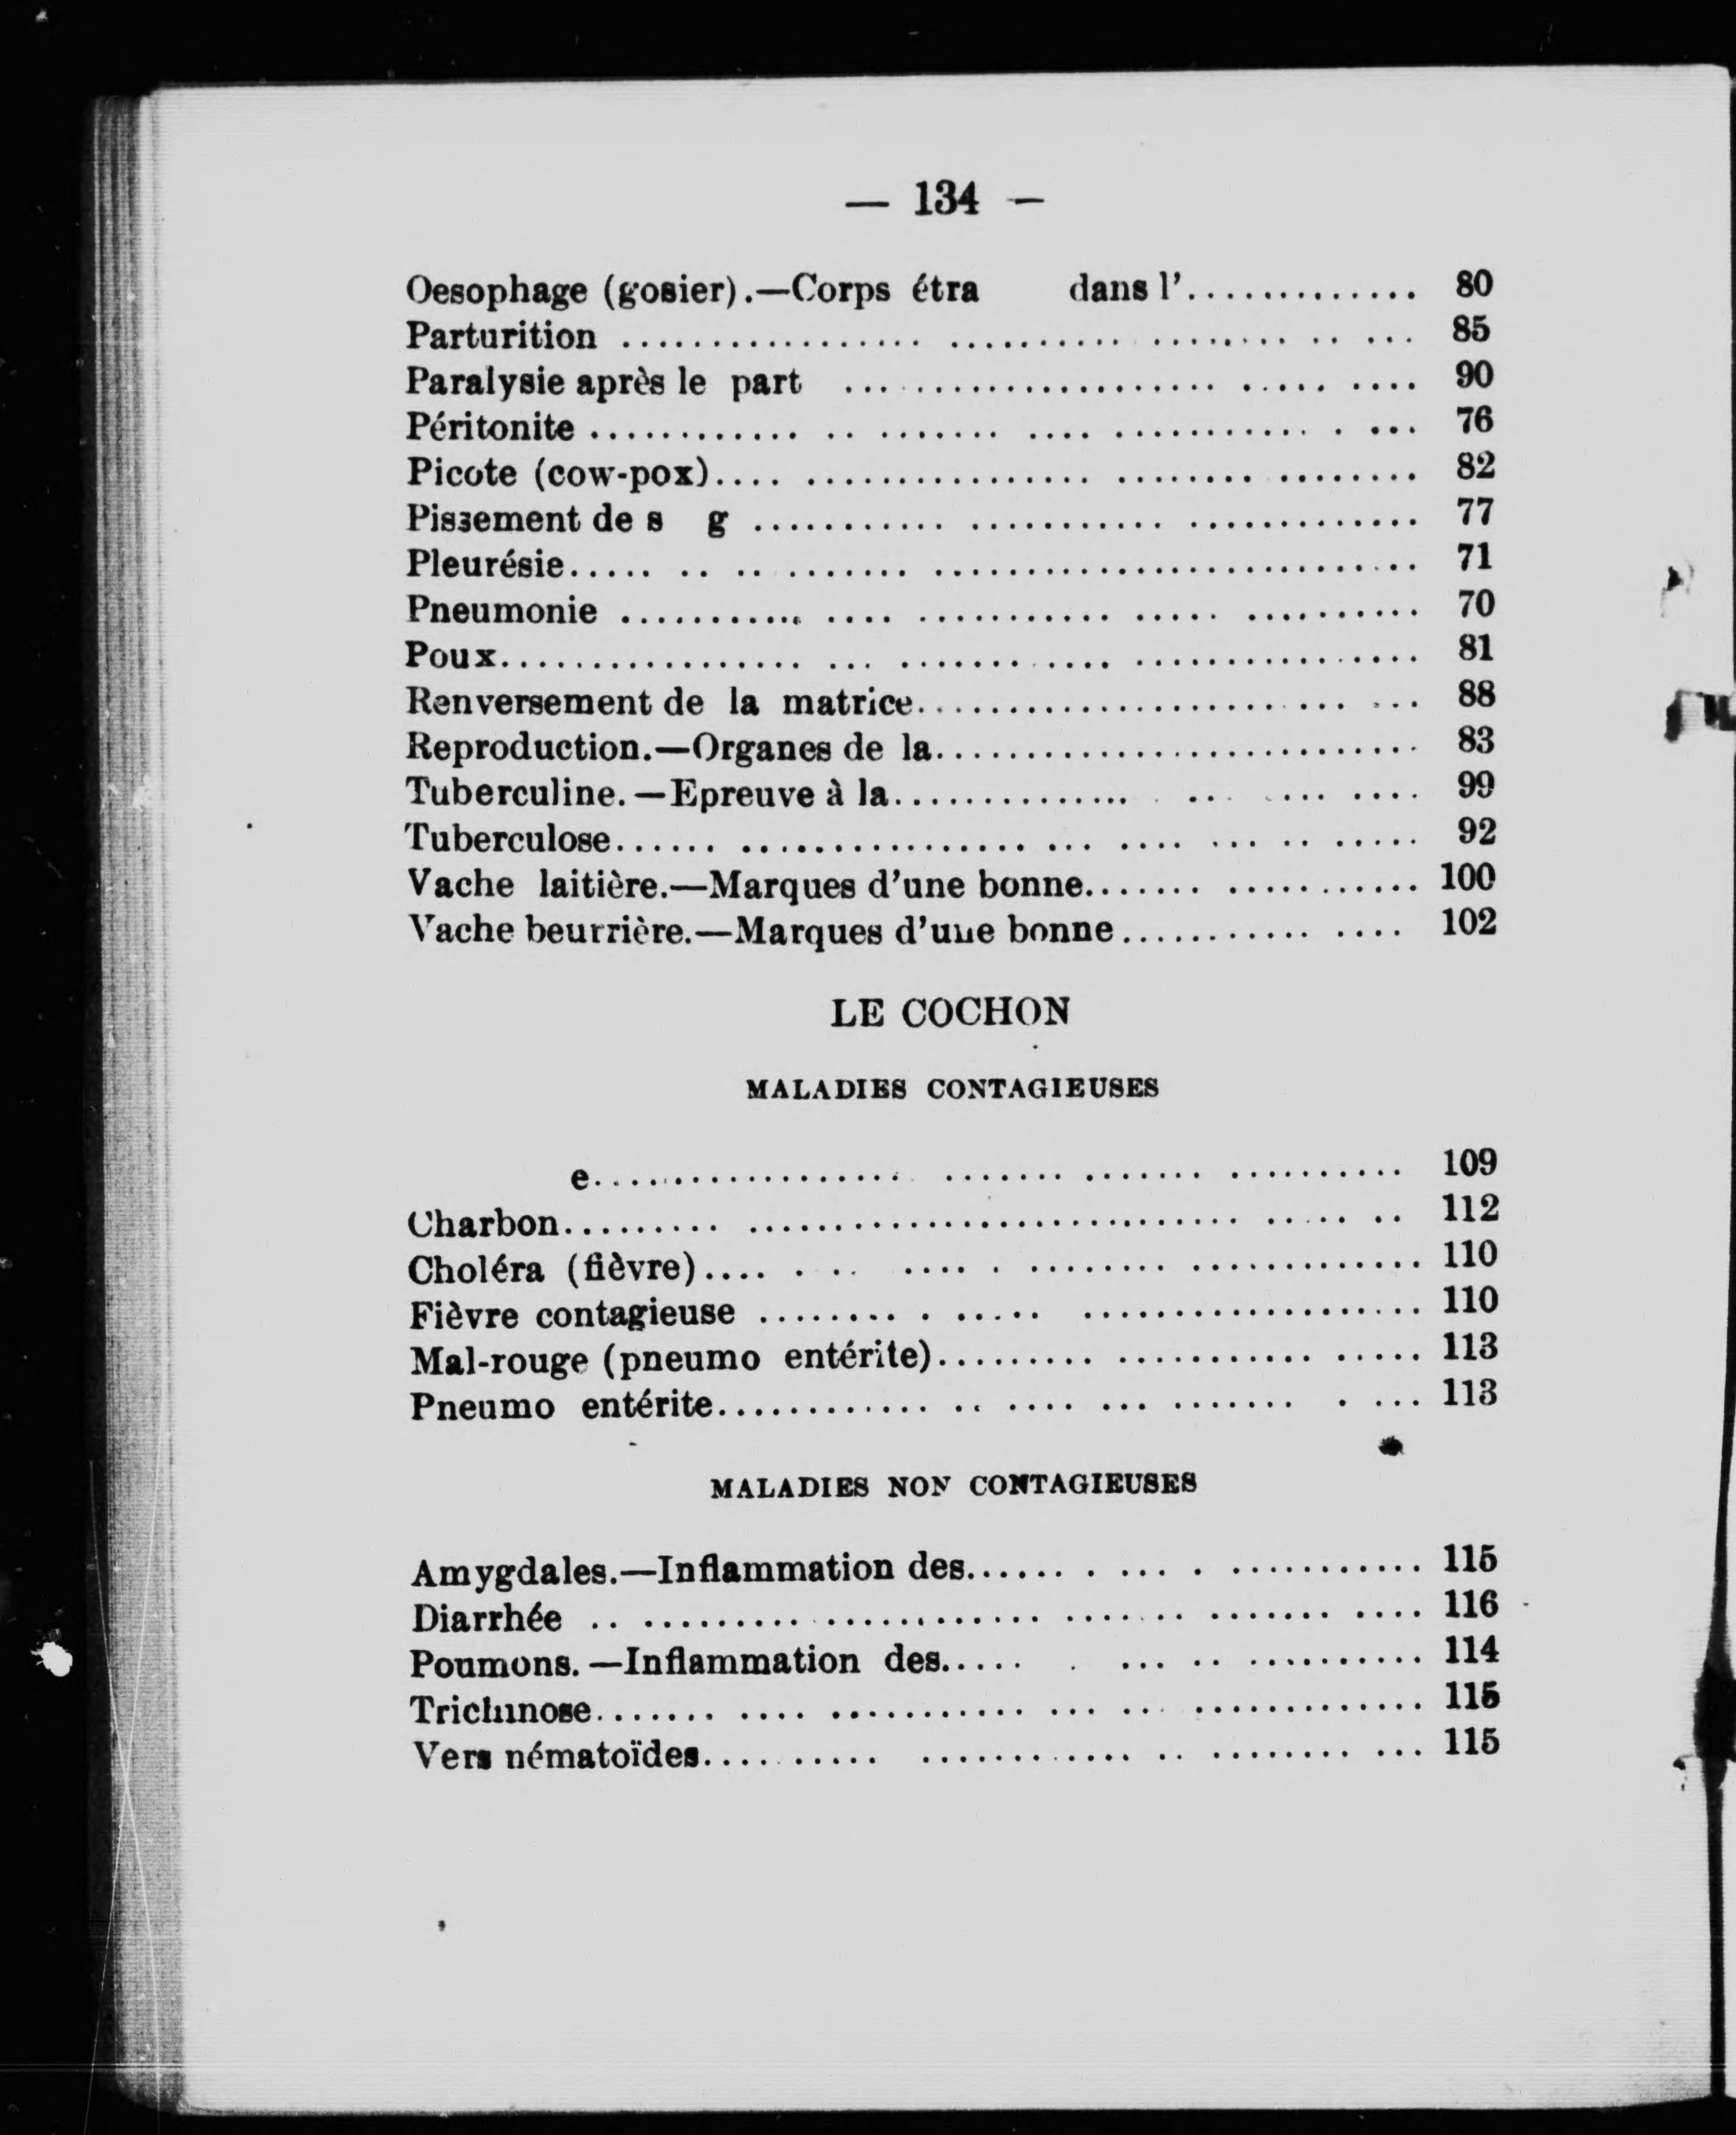 — 134 —
Oesophage (gosier).—Corps étra dans l'............. 80
Parturition ........................................ 85
Paralysie après le part ............................ 90
Péritonite ......................................... 76
Picote (cow-pox).................................... 82
Pissement de s g ................................... 77
Pleurésie........................................... 71
Pneumonie .......................................... 70
Poux................................................ 81
Renversement de la matrice.......................... 88
Reproduction.—Organes de la......................... 83
Tuberculine.—Epreuve à la........................... 99
Tuberculose......................................... 92
Vache laitière.—Marques d'une bonne................. 100
Vache beurrière.—Marques d'une bonne................ 102
LE COCHON
MALADIES CONTAGIEUSES
e................................................... 109
Charbon............................................. 112
Choléra (fièvre).................................... 110
Fièvre contagieuse ................................. 110
Mal-rouge (pneumo entérite)......................... 113
Pneumo entérite..................................... 113
MALADIES NON CONTAGIEUSES
Amygdales.—Inflammation des......................... 115
Diarrhée ........................................... 116
Poumons.—Inflammation des........................... 114
Trichinose.......................................... 115
Vers nématoïdes..................................... 115